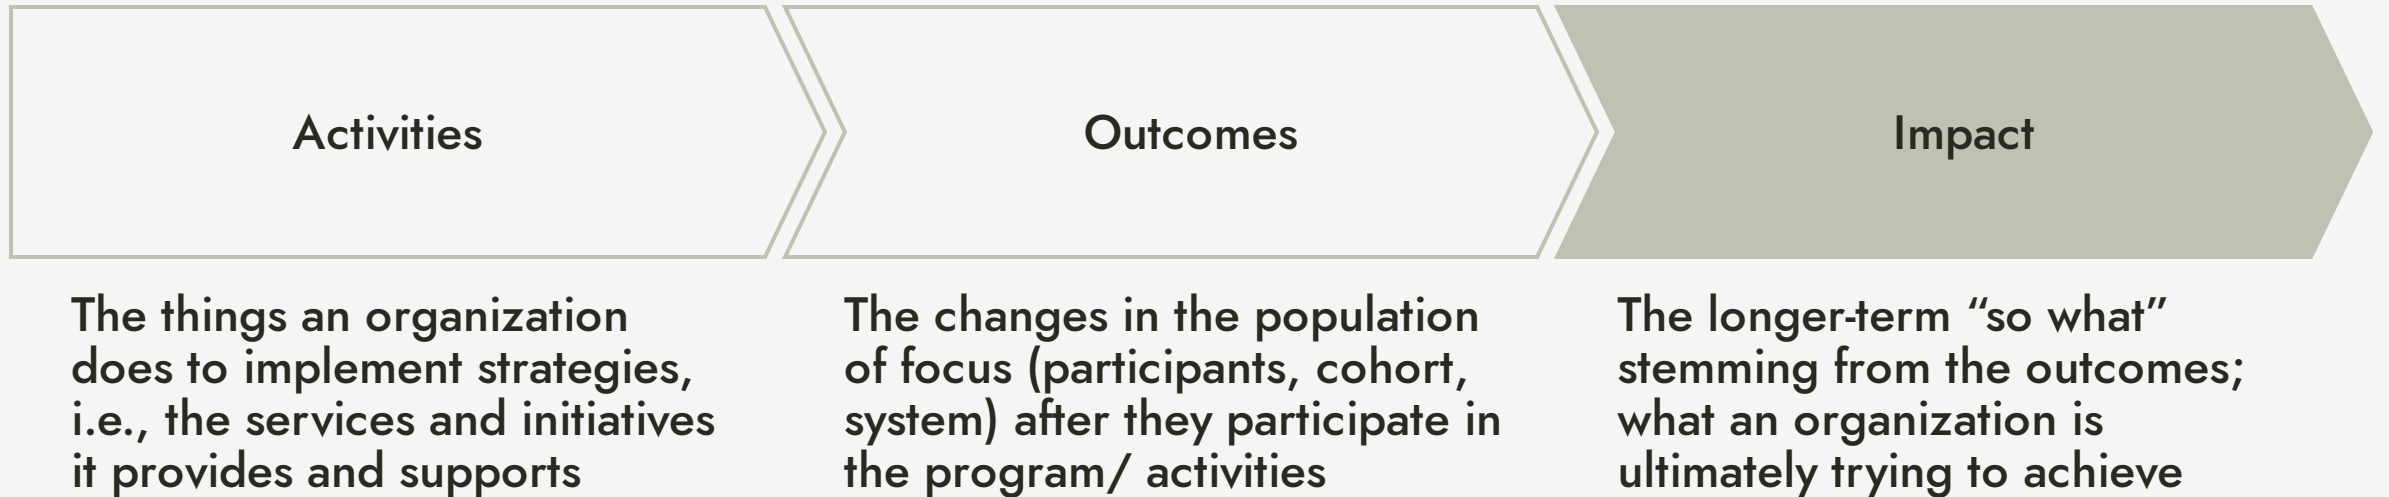 Activities
The things an organization
does to implement strategies,
i.e., the services and initiatives
it provides and supports
Outcomes
The changes in the population
of focus (participants, cohort,
system) after they participate in
the program/ activities
Impact
The longer-term “so what”
stemming from the outcomes;
what an organization is
ultimately trying to achieve